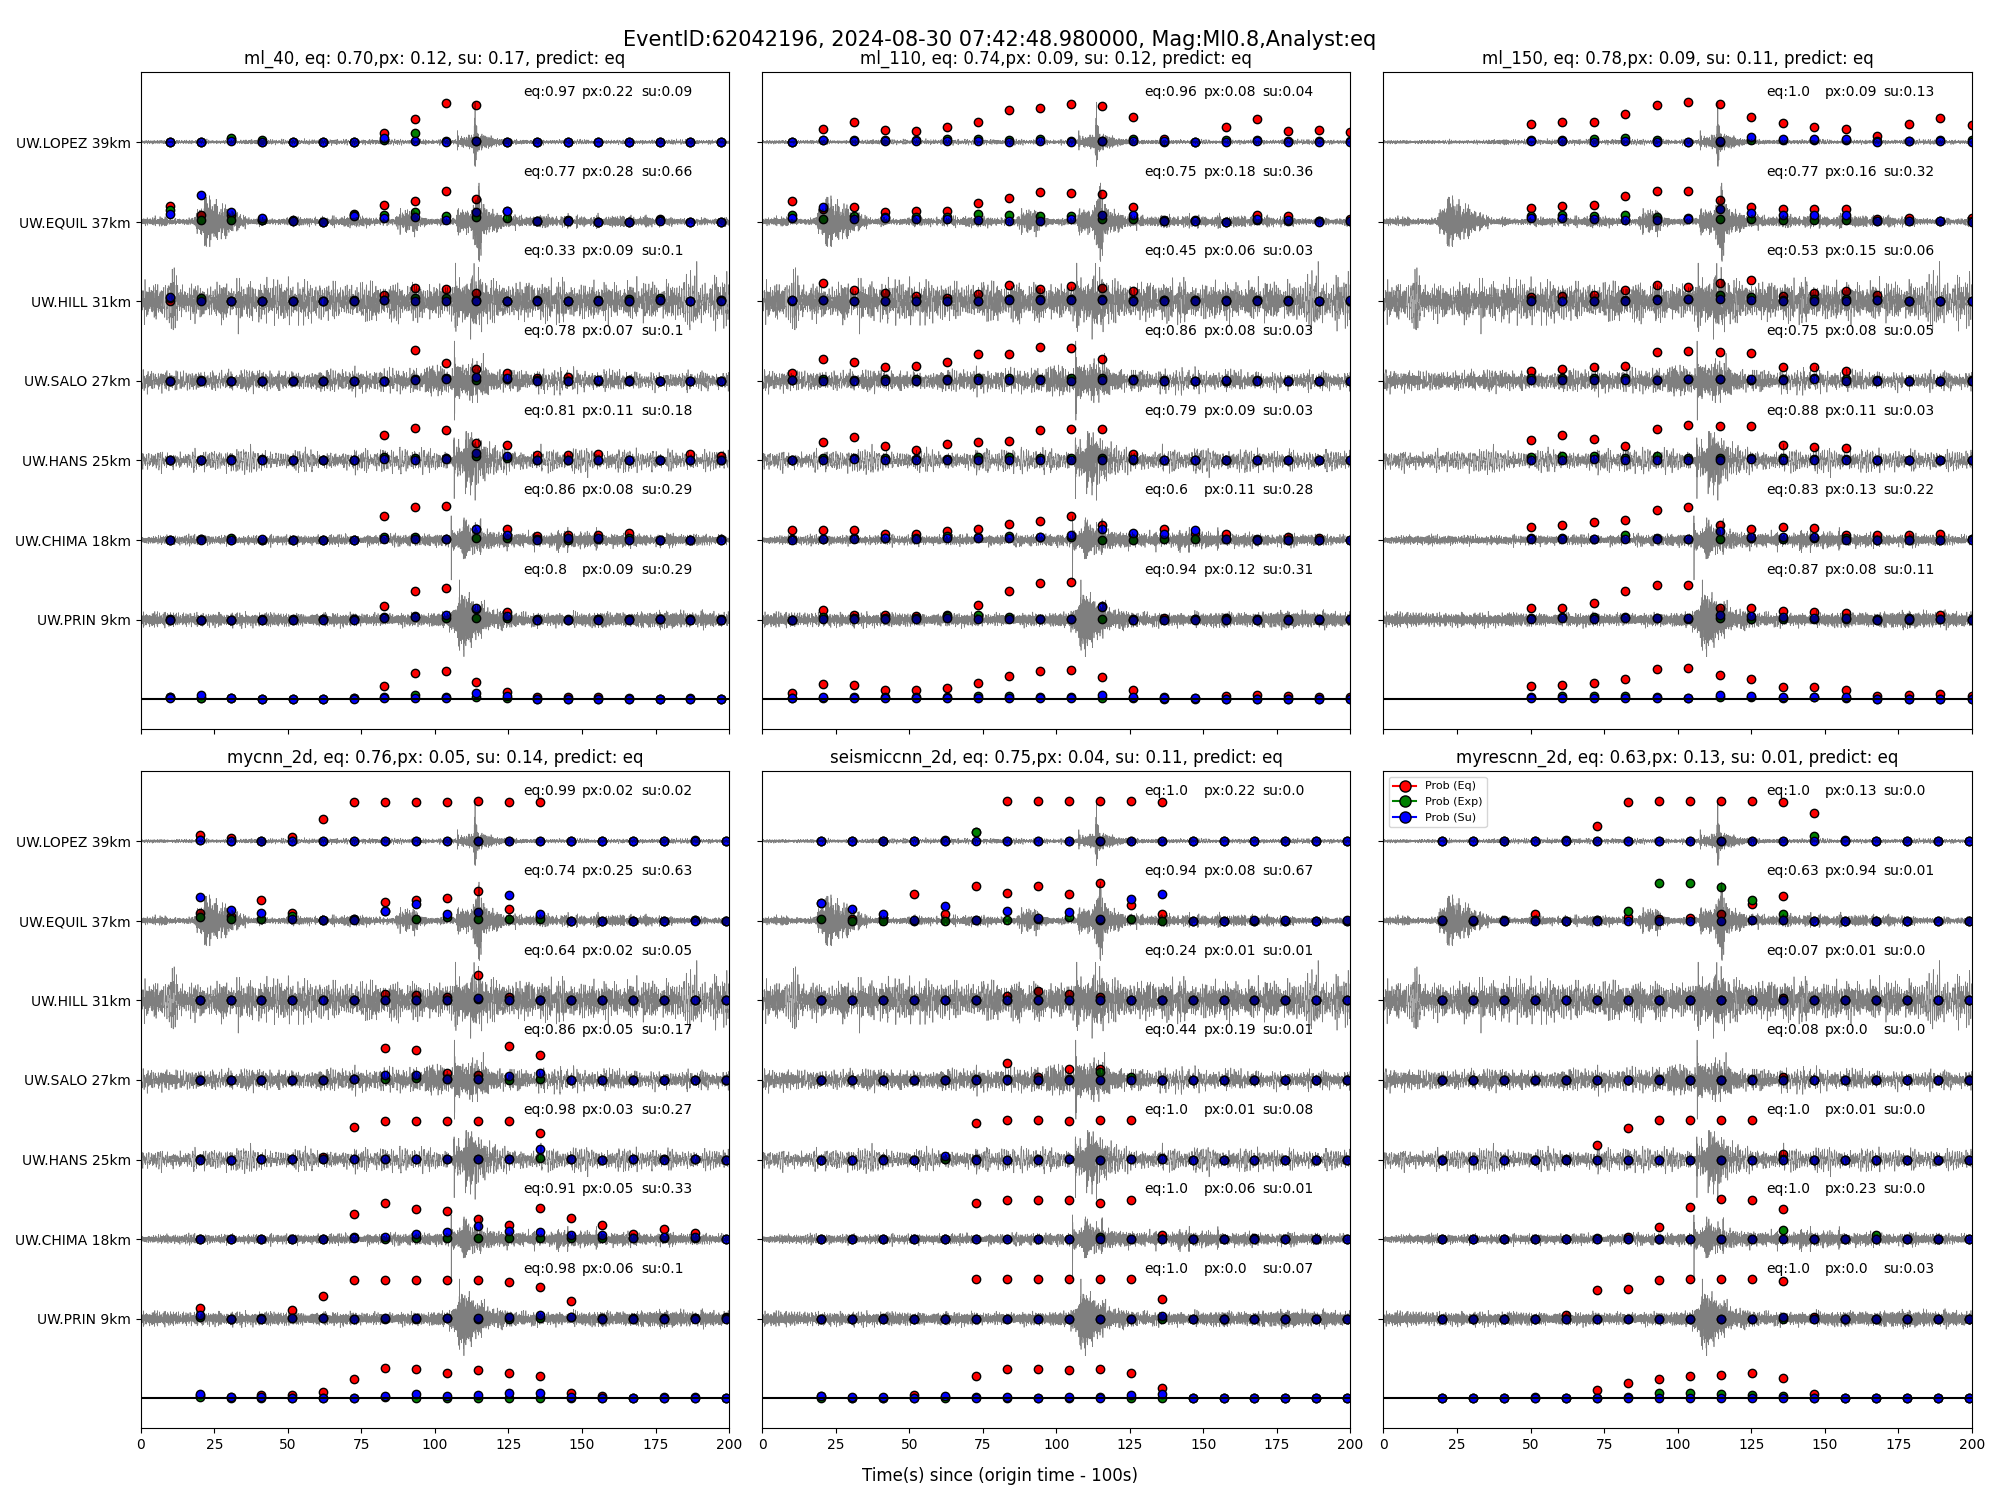 EventID:62042196, 2024-08-30 07:42:48.980000, Mag:Ml0.8,Analyst:eq
ml_40, eq: 0.70,px: 0.12, su: 0.17, predict: eq
eq:0.97 px:0.22 su:0.09
UW.LOPEZ 39km
eq:0.77 px:0.28 su:0.66
UW.EQUIL 37km
eq:0.33 px:0.09 su:0.1
UW.HILL 31km
eq:0.78 px:0.07 su:0.1
UW.SALO 27km
eq:0.81 px:0.11 su:0.18
UW.HANS 25km
eq:0.86 px:0.08 su:0.29
UW.CHIMA 18km
eq:0.8 px:0.09 su:0.29
UW.PRIN 9km
ml_110, eq: 0.74,px: 0.09, su: 0.12, predict: eq
eq:0.96 px:0.08 su:0.04
eq:0.75 px:0.18 su:0.36
eq:0.45 px:0.06 su:0.03
eq:0.86 px:0.08 su:0.03
eq:0.79 px:0.09 su:0.03
eq:0.6 px:0.11 su:0.28
eq:0.94 px:0.12 su:0.31
ml_150, eq: 0.78,px: 0.09, su: 0.11, predict: eq
eq:1.0 px:0.09 su:0.13
eq:0.77 px:0.16 su:0.32
eq:0.53 px:0.15 su:0.06
eq:0.75 px:0.08 su:0.05
eq:0.88 px:0.11 su:0.03
eq:0.83 px:0.13 su:0.22
eq:0.87 px:0.08 su:0.11
mycnn_2d, eq: 0.76,px: 0.05, su: 0.14, predict: eq
eq:0.99 px:0.02 su:0.02
UW.LOPEZ 39km
eq:0.74 px:0.25 su:0.63
UW.EQUIL 37km
eq:0.64 px:0.02 su:0.05
UW.HILL 31km
eq:0.86 px:0.05 su:0.17
UW.SALO 27km
eq:0.98 px:0.03 su:0.27
UW.HANS 25km
eq:0.91 px:0.05 su:0.33
UW.CHIMA 18km
eq:0.98 px:0.06 su:0.1
UW.PRIN 9km
0 25 50 75 100 125 150 175 200
seismiccnn_2d, eq: 0.75,px: 0.04, su: 0.11, predict: eq
eq:1.0 px:0.22 su:0.0
eq:0.94 px:0.08 su:0.67
eq:0.24 px:0.01 su:0.01
eq:0.44 px:0.19 su:0.01
eq:1.0 px:0.01 su:0.08
eq:1.0 px:0.06 su:0.01
eq:1.0 px:0.0 su:0.07
0 25 50 75 100 125 150 175 200
myrescnn_2d, eq: 0.63,px: 0.13, su: 0.01, predict: eq
Prob (Eq)
Prob (Exp)
Prob (Su)
eq:1.0 px:0.13 su:0.0
eq:0.63 px:0.94 su:0.01
eq:0.07 px:0.01 su:0.0
eq:0.08 px:0.0 su:0.0
eq:1.0 px:0.01 su:0.0
eq:1.0 px:0.23 su:0.0
eq:1.0 px:0.0 su:0.03
0 25 50 75 100 125 150 175 200
Time(s) since (origin time - 100s)